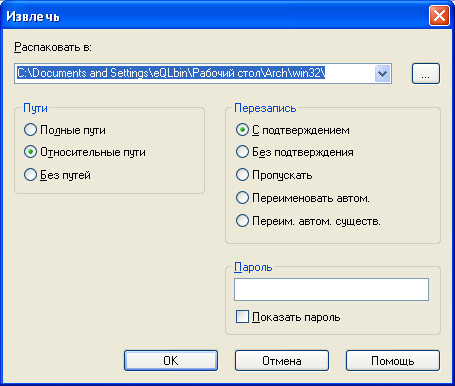 Извлечь
Распаковать в:
C:\Documents and Settings\eQLbin\Рабочий стол\Arch\win32\
...
Пути
Полные пути
Относительные пути
Без путей
Перезапись
С подтверждением
Без подтверждения
Пропускать
Переименовать автом.
Переим. автом. существ.
Пароль
Показать пароль
OK
Отмена
Помощь